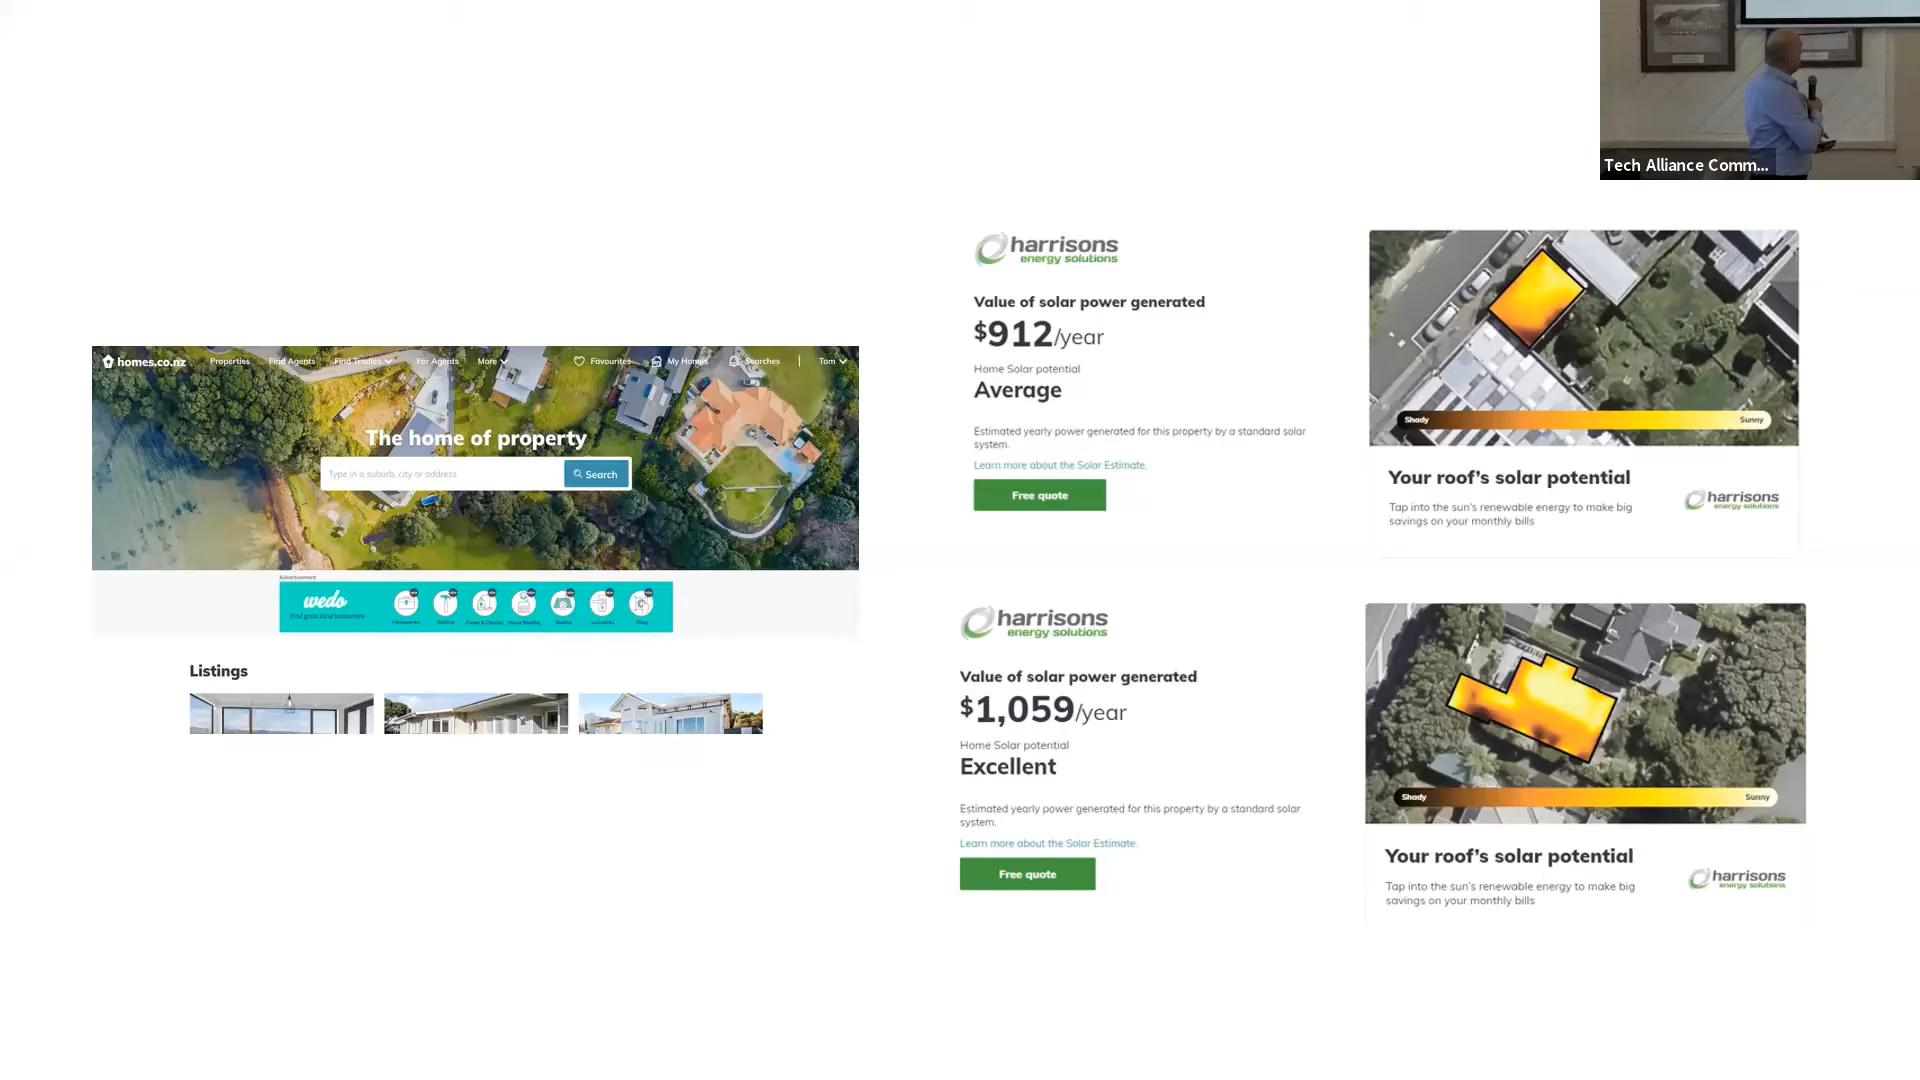 Tech Alliance Comm...
homes.co.nz
Properties
Find Agents
Find Tradies
For Agents
More
Favourites
My Homes
Searches
Tom
The home of property
Type in a suburb, city or address
Search
Advertisement
wedo
Find great local businesses
Listings
harrisons
energy solutions
Value of solar power generated
$912/year
Home Solar potential
Average
Estimated yearly power generated for this property by a standard solar
system.
Learn more about the Solar Estimate.
Free quote
Shady
Sunny
Your roof's solar potential
Tap into the sun's renewable energy to make big
savings on your monthly bills
harrisons
energy solutions
harrisons
energy solutions
Value of solar power generated
$1,059/year
Home Solar potential
Excellent
Estimated yearly power generated for this property by a standard solar
system.
Learn more about the Solar Estimate.
Free quote
Shady
Sunny
Your roof's solar potential
Tap into the sun's renewable energy to make big
savings on your monthly bills
harrisons
energy solutions